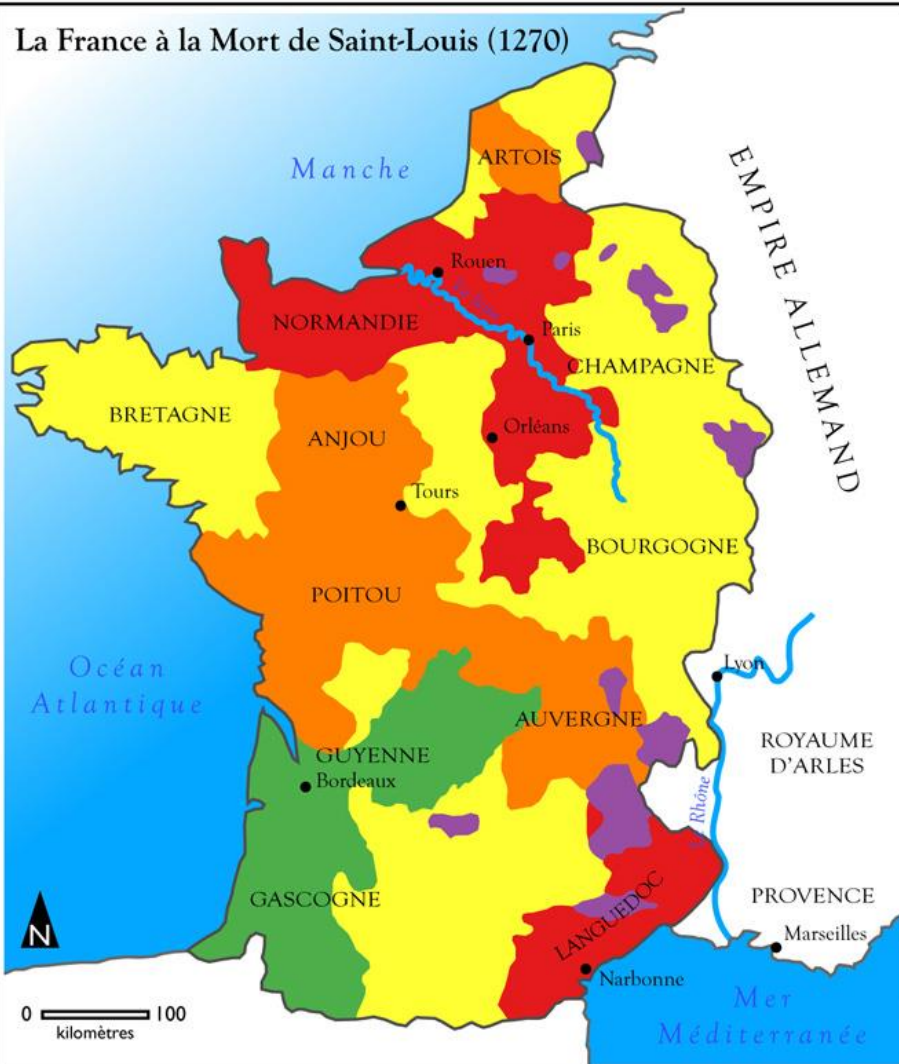 La France à la Mort de Saint-Louis (1270)
Manche
ARTOIS
EMPIRE ALLEMAND
Rouen
NORMANDIE
Paris
CHAMPAGNE
BRETAGNE
ANJOU
Orléans
Tours
BOURGOGNE
POITOU
Océan
Atlantique
Lyon
AUVERGNE
GUYENNE
Bordeaux
ROYAUME
D'ARLES
Rhône
GASCOGNE
LANGUEDOC
PROVENCE
Marseilles
Narbonne
N
Mer
Méditerranée
0 100
kilomètres